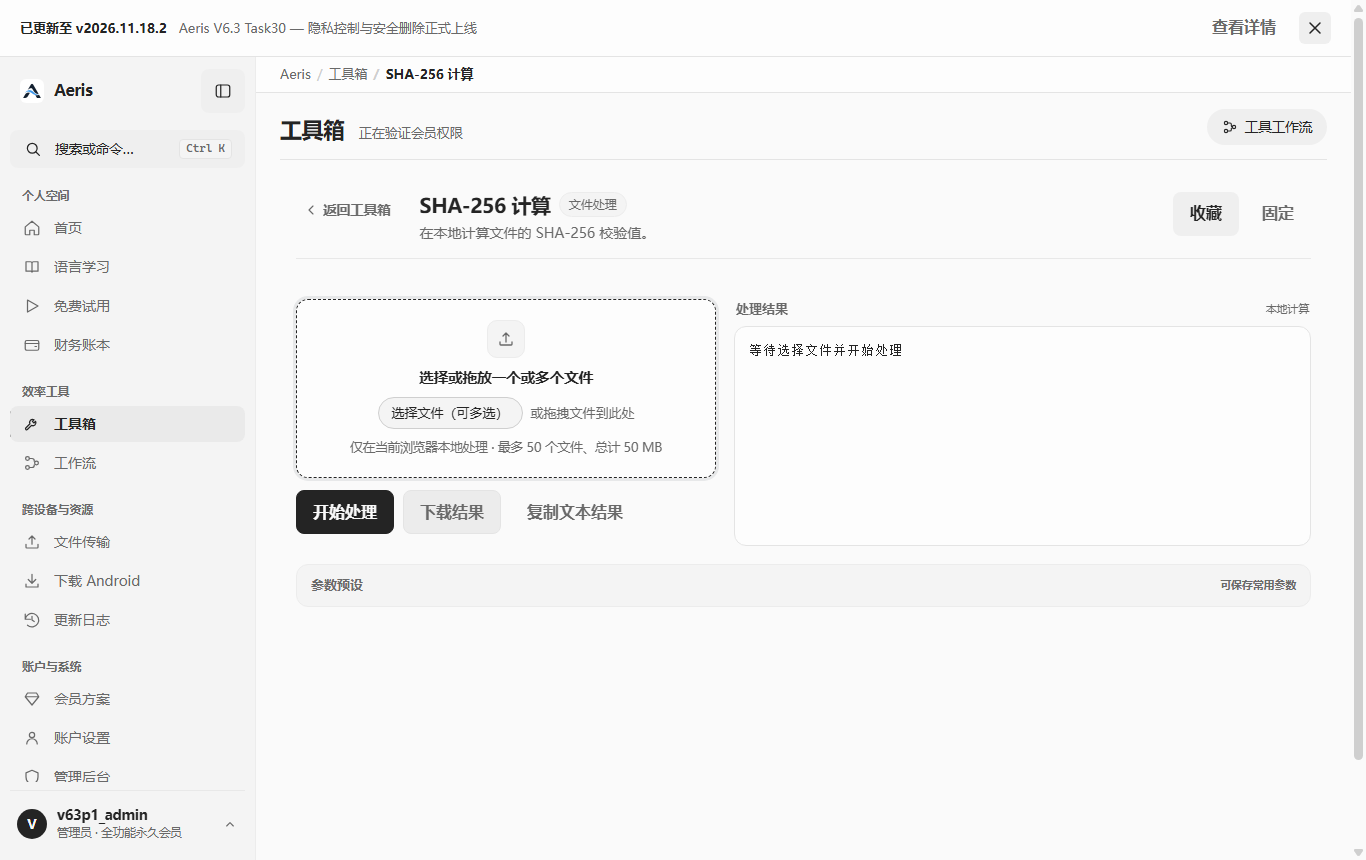 已更新至 v2026.11.18.2 Aeris V6.3 Task30 — 隐私控制与安全删除正式上线 查看详情
Aeris
搜索或命令... Ctrl K
个人空间
首页
语言学习
免费试用
财务账本
效率工具
工具箱
工作流
跨设备与资源
文件传输
下载 Android
更新日志
账户与系统
会员方案
账户设置
管理后台
V
v63p1_admin
管理员 · 全功能永久会员
Aeris / 工具箱 / SHA-256 计算
工具箱 正在验证会员权限 工具工作流
返回工具箱 SHA-256 计算 文件处理
在本地计算文件的 SHA-256 校验值。
收藏 固定
选择或拖放一个或多个文件
选择文件（可多选） 或拖拽文件到此处
仅在当前浏览器本地处理 · 最多 50 个文件、总计 50 MB
开始处理 下载结果 复制文本结果
处理结果 本地计算
等待选择文件并开始处理
参数预设 可保存常用参数